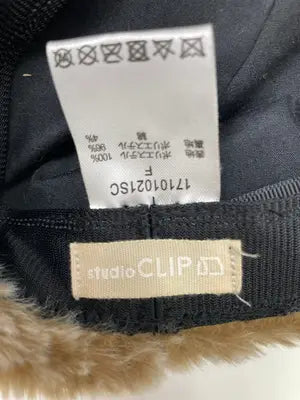 F
17101021SC
表地 ポリエステル 100%
裏地 ポリエステル 96%
綿 4%
studio CLIP